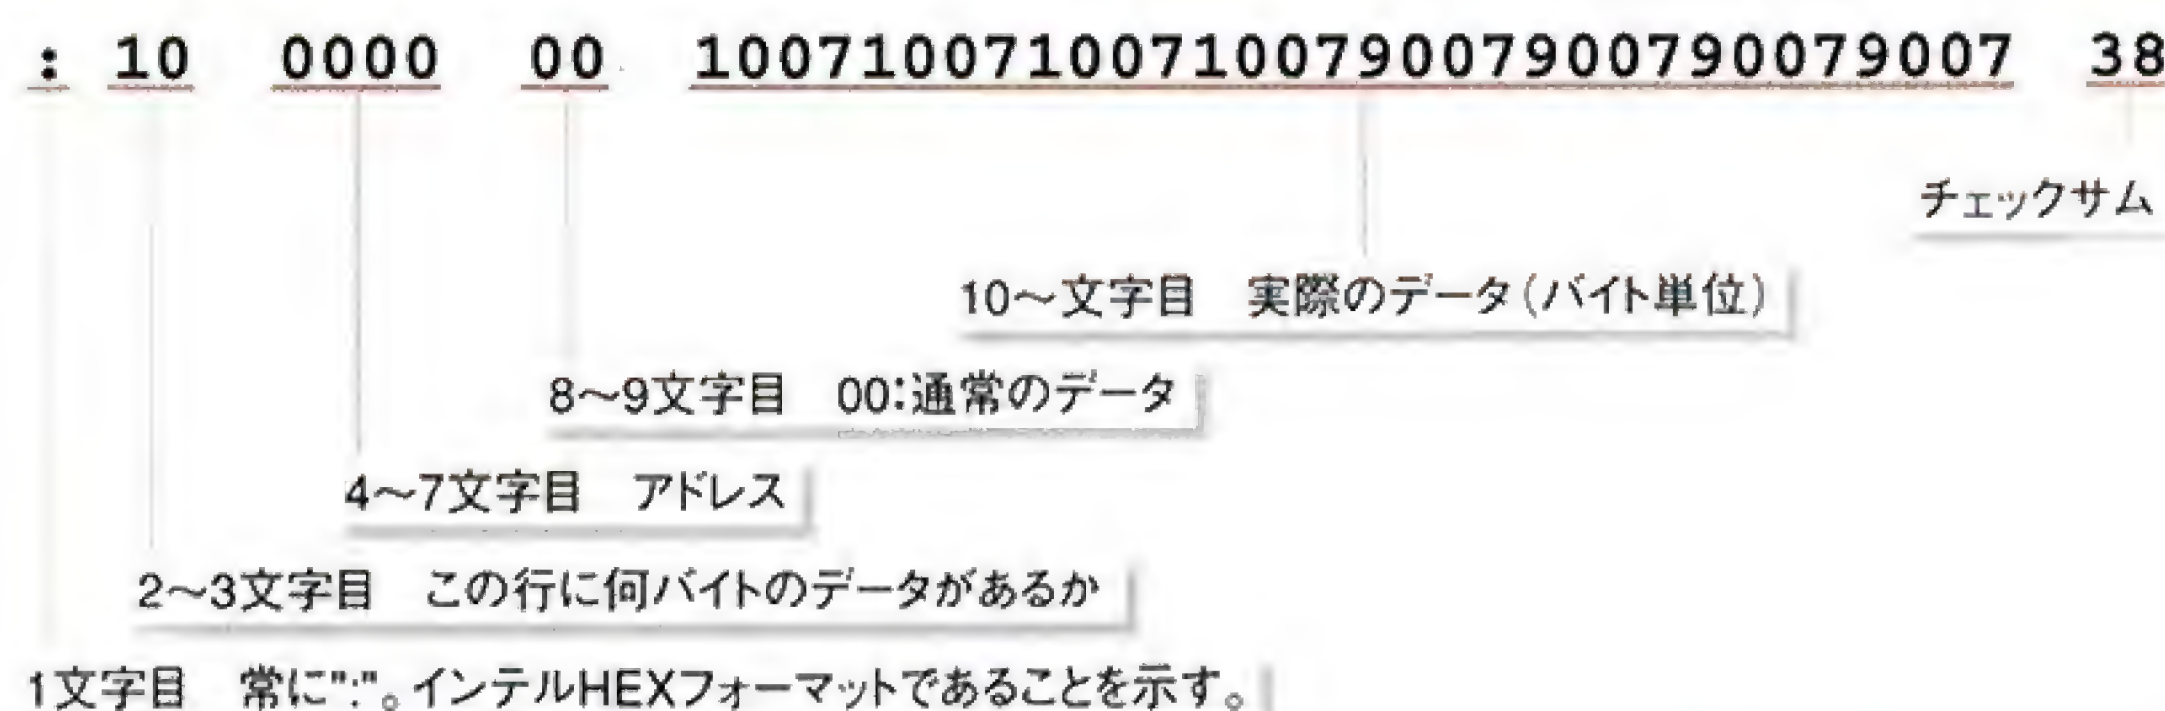 : 10 0000 00 10071007100710079007900790079007 38
チェックサム
10〜文字目 実際のデータ(バイト単位)
8〜9文字目 00:通常のデータ
4〜7文字目 アドレス
2〜3文字目 この行に何バイトのデータがあるか
1文字目 常に":"。インテルHEXフォーマットであることを示す。